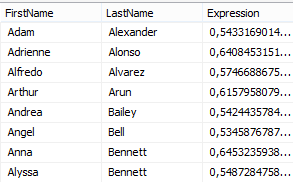 FirstName LastName Expression
Adam Alexander 0,5433169014...
Adrienne Alonso 0,6408453151...
Alfredo Alvarez 0,5746688675...
Arthur Arun 0,6157958079...
Andrea Bailey 0,5424435784...
Angel Bell 0,5345876787...
Anna Bennett 0,6453235938...
Alyssa Bennett 0,5487284758...